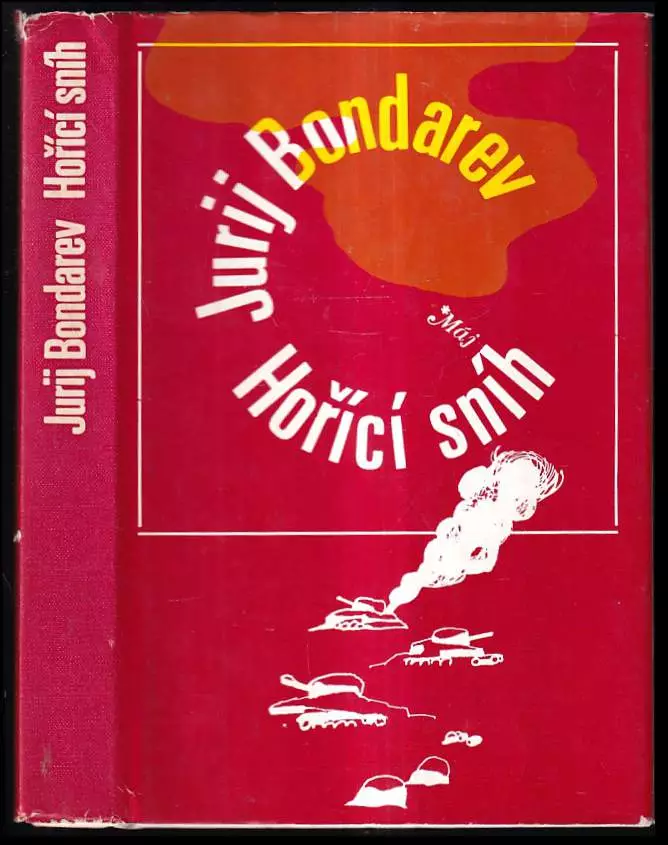 Jurij Bondarev Hořící sníh
Jurij Bondarev
*Máj
Hořící sníh